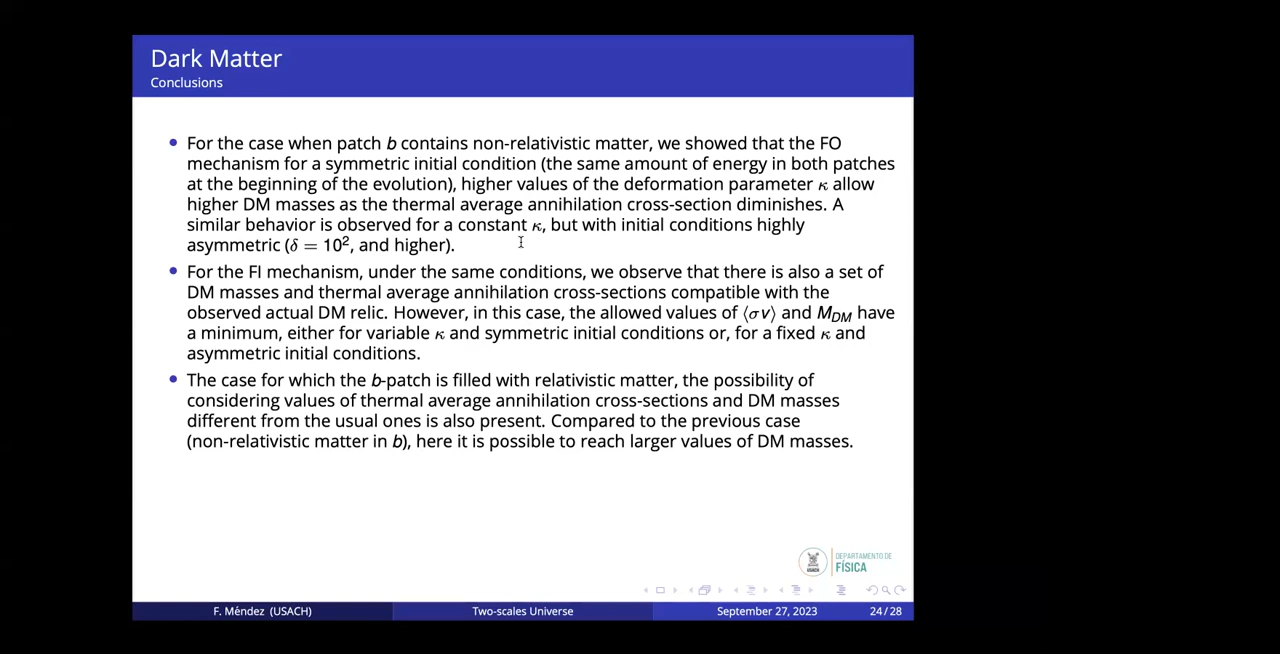 Dark Matter
Conclusions
• For the case when patch b contains non-relativistic matter, we showed that the FO
mechanism for a symmetric initial condition (the same amount of energy in both patches
at the beginning of the evolution), higher values of the deformation parameter κ allow
higher DM masses as the thermal average annihilation cross-section diminishes. A
similar behavior is observed for a constant κ, but with initial conditions highly
asymmetric (δ = 10², and higher).
• For the FI mechanism, under the same conditions, we observe that there is also a set of
DM masses and thermal average annihilation cross-sections compatible with the
observed actual DM relic. However, in this case, the allowed values of ⟨σv⟩ and M_DM have
a minimum, either for variable κ and symmetric initial conditions or, for a fixed κ and
asymmetric initial conditions.
• The case for which the b-patch is filled with relativistic matter, the possibility of
considering values of thermal average annihilation cross-sections and DM masses
different from the usual ones is also present. Compared to the previous case
(non-relativistic matter in b), here it is possible to reach larger values of DM masses.
USACH
DEPARTAMENTO DE
FÍSICA
F. Méndez (USACH) Two-scales Universe September 27, 2023 24/28